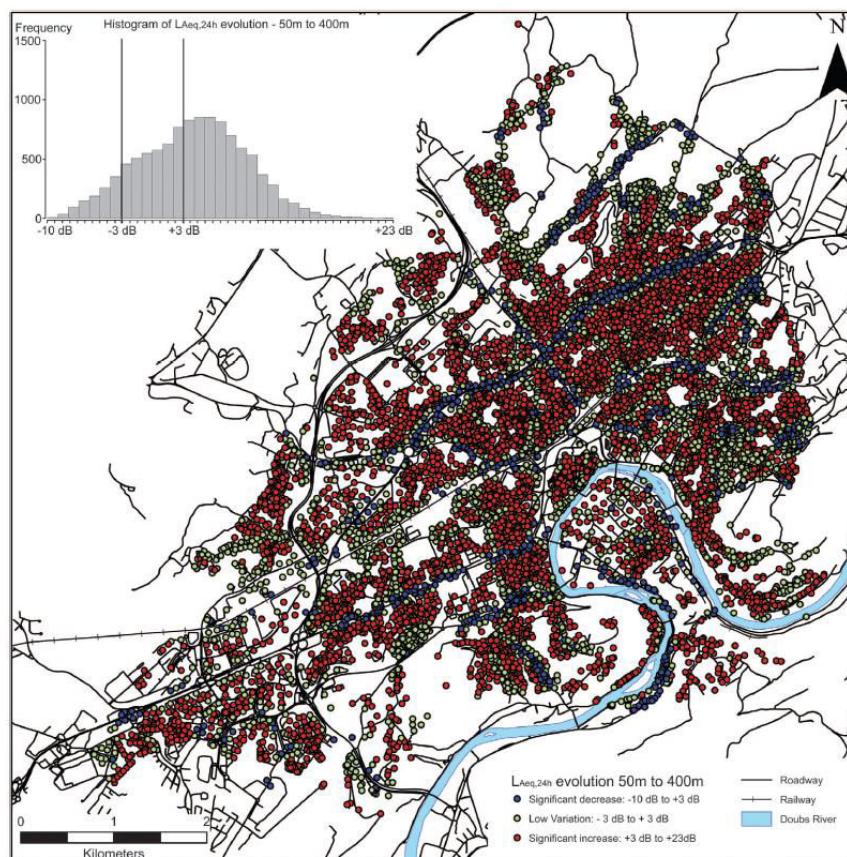 Frequency
Histogram of LAeq,24h evolution - 50m to 400m
1500
1000
500
0
-10 dB
-3 dB
+3 dB
+23 dB
N
LAeq,24h evolution 50m to 400m
Significant decrease: -10 dB to +3 dB
Low Variation: - 3 dB to + 3 dB
Significant increase: +3 dB to +23dB
Roadway
Railway
Doubs River
0 1 2
Kilometers